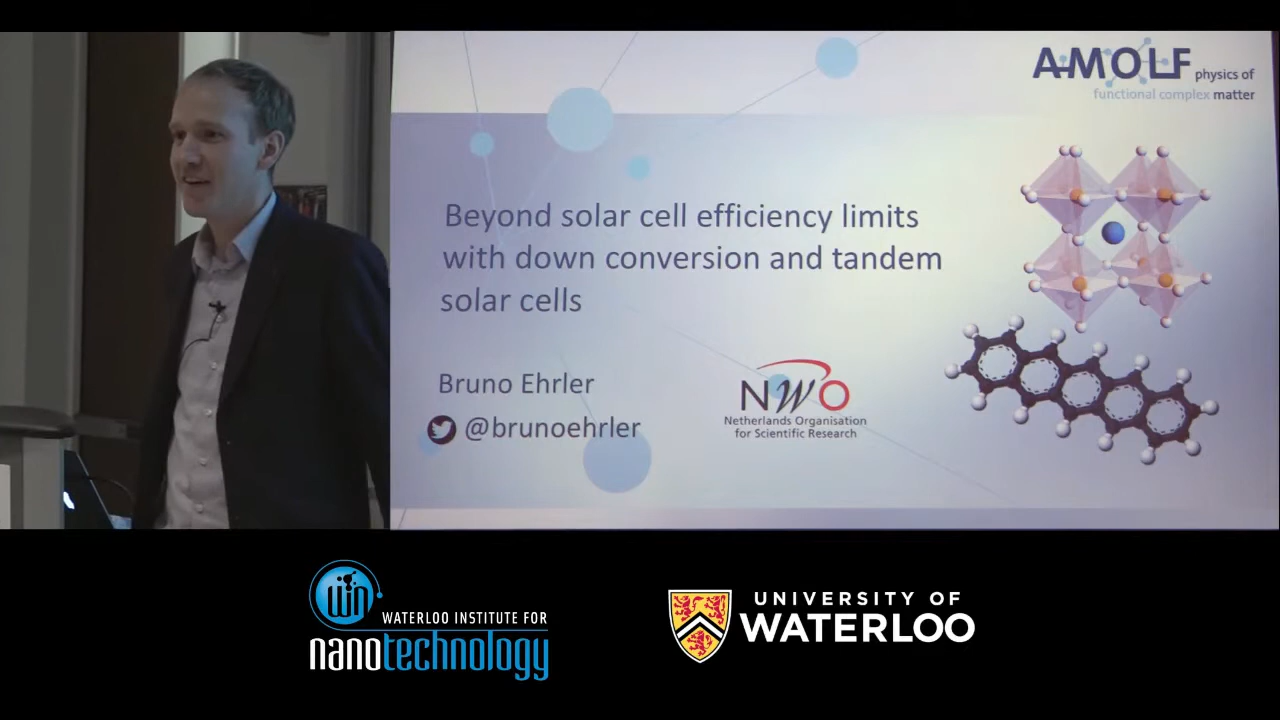 AMOLF physics of
functional complex matter
Beyond solar cell efficiency limits
with down conversion and tandem
solar cells
Bruno Ehrler
@brunoehrler
NWO
Netherlands Organisation
for Scientific Research
WIN
WATERLOO INSTITUTE FOR
nanotechnology
UNIVERSITY OF
WATERLOO